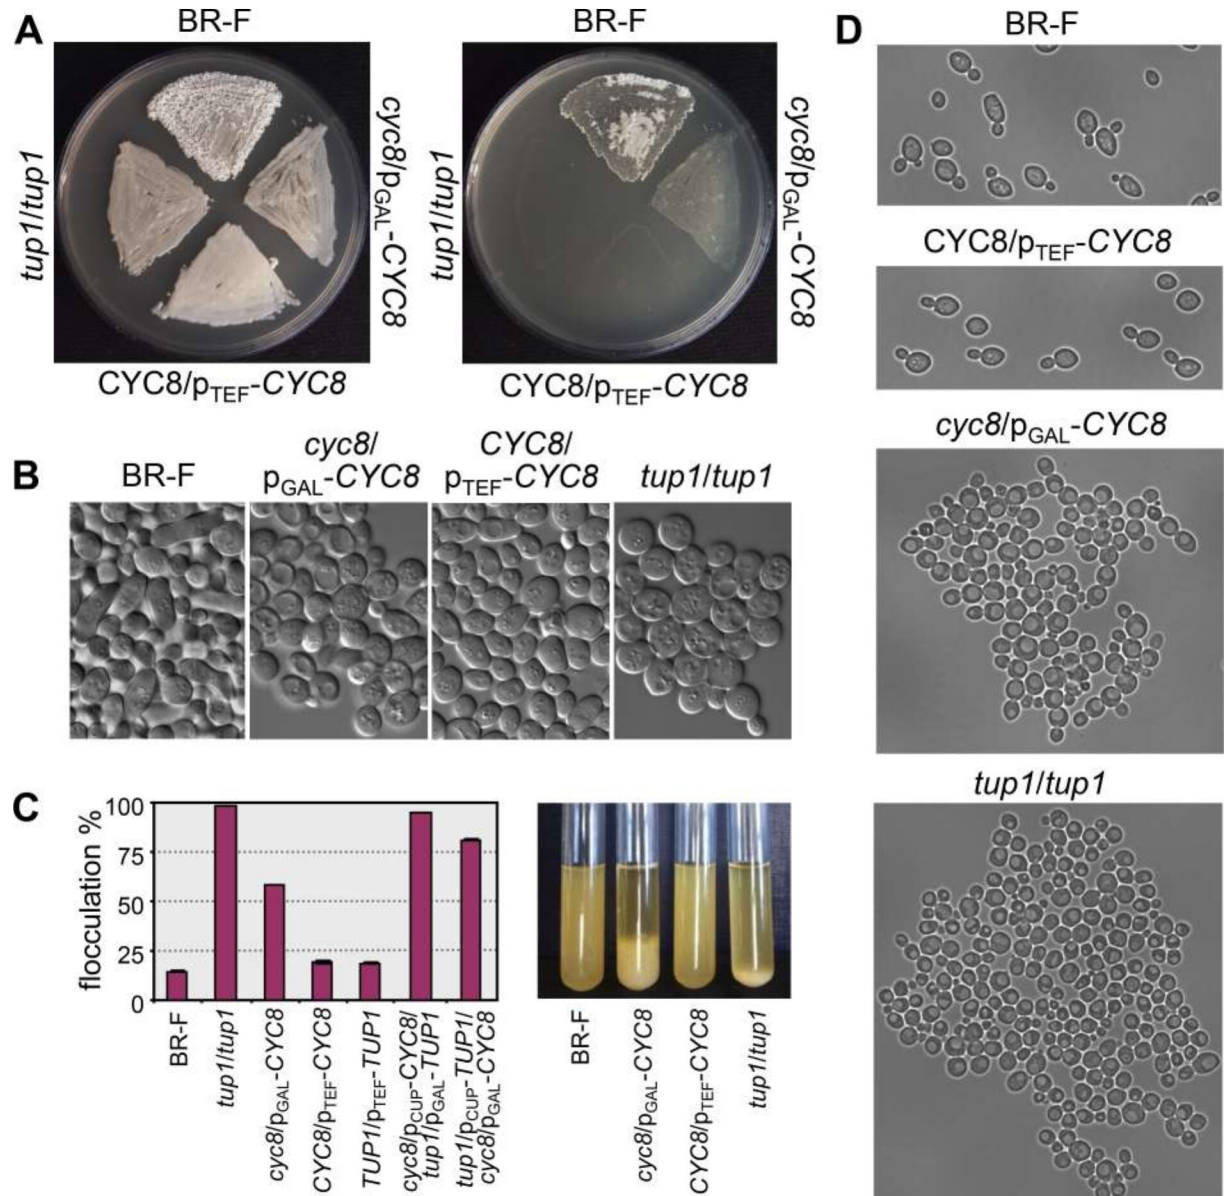 A
BR-F
BR-F
tup1/tup1
cyc8/pGAL-CYC8
tup1/tup1
cyc8/pGAL-CYC8
CYC8/pTEF-CYC8
CYC8/pTEF-CYC8
B
BR-F
cyc8/
pGAL-CYC8
CYC8/
pTEF-CYC8
tup1/tup1
C
flocculation %
100
75
50
25
0
BR-F
tup1/tup1
cyc8/pGAL-CYC8
CYC8/pTEF-CYC8
TUP1/pTEF-TUP1
cyc8/pCUP-CYC8/
tup1/pGAL-TUP1
tup1/pCUP-TUP1/
cyc8/pGAL-CYC8
BR-F
cyc8/pGAL-CYC8
CYC8/pTEF-CYC8
tup1/tup1
D
BR-F
CYC8/pTEF-CYC8
cyc8/pGAL-CYC8
tup1/tup1